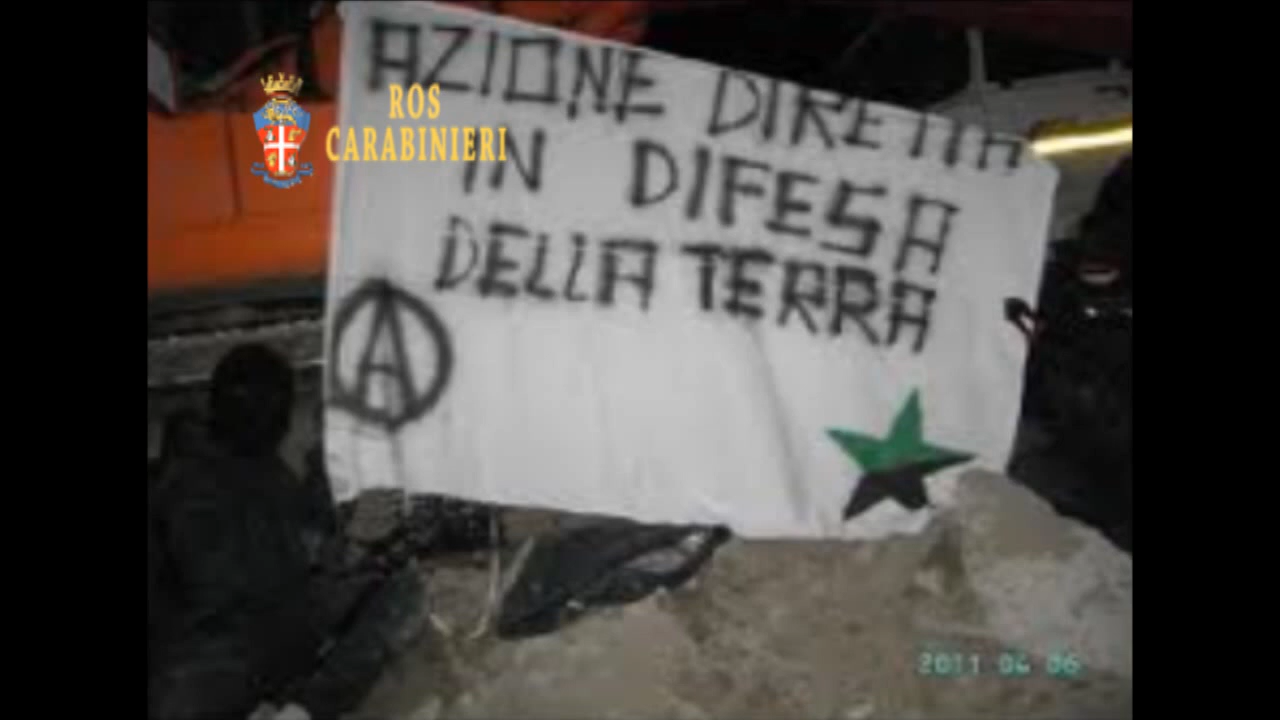 ROS
CARABINIERI
AZIONE DIRETTA
IN DIFESA
DELLA TERRA
A
2011 04 06